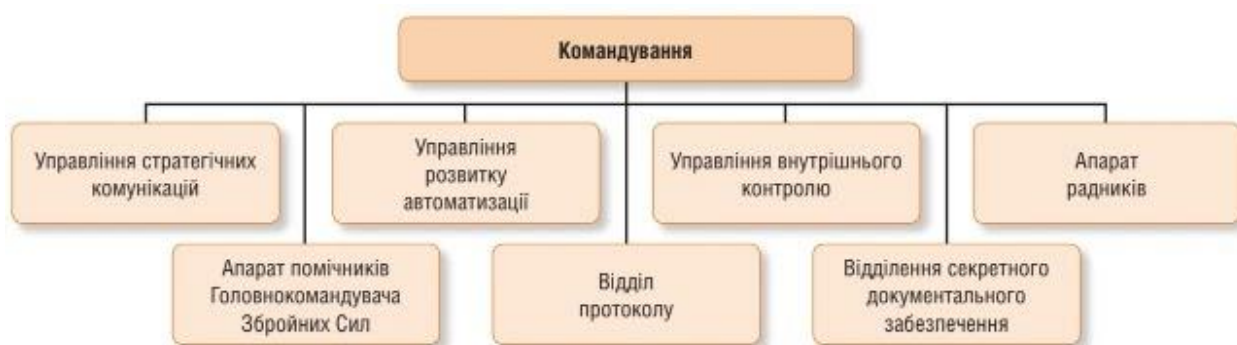 Командування
Управління стратегічних
комунікацій
Управління
розвитку
автоматизації
Управління внутрішнього
контролю
Апарат
радників
Апарат помічників
Головнокомандувача
Збройних Сил
Відділ
протоколу
Відділення секретного
документального
забезпечення